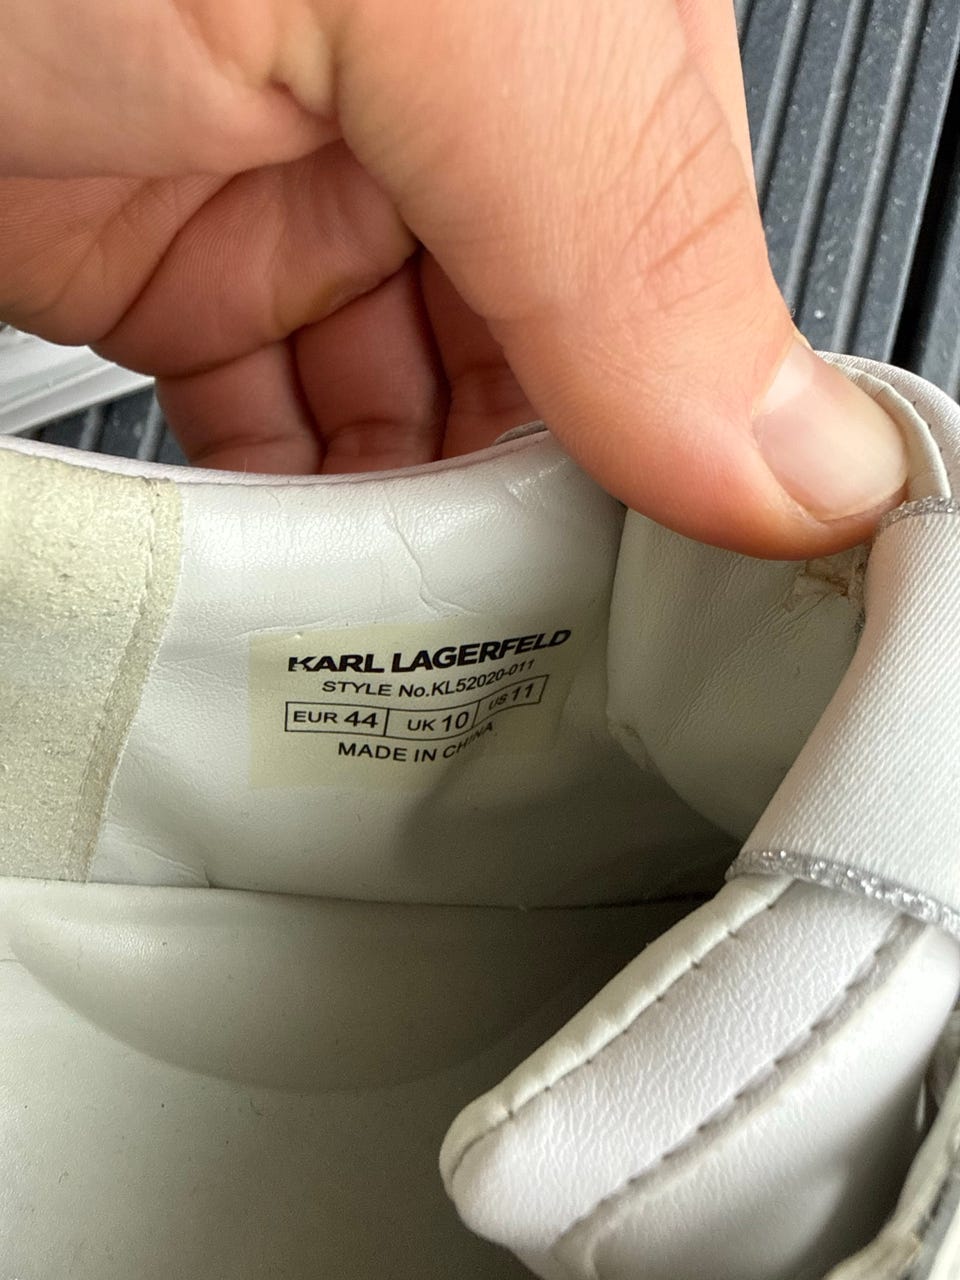 KARL LAGERFELD
STYLE No.KL52020-011
EUR 44 UK 10 US 11
MADE IN CHINA